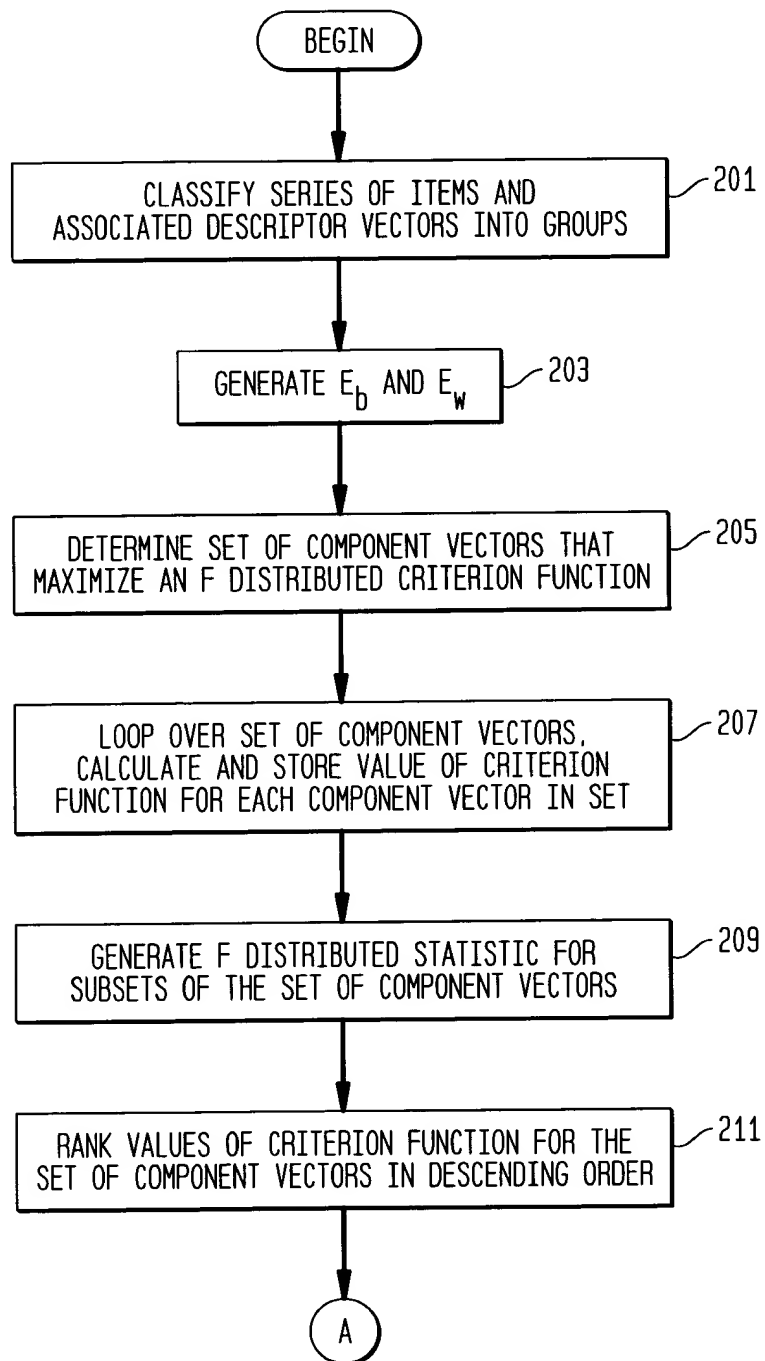 BEGIN
CLASSIFY SERIES OF ITEMS AND
ASSOCIATED DESCRIPTOR VECTORS INTO GROUPS
201
GENERATE E_b AND E_w
203
DETERMINE SET OF COMPONENT VECTORS THAT
MAXIMIZE AN F DISTRIBUTED CRITERION FUNCTION
205
LOOP OVER SET OF COMPONENT VECTORS,
CALCULATE AND STORE VALUE OF CRITERION
FUNCTION FOR EACH COMPONENT VECTOR IN SET
207
GENERATE F DISTRIBUTED STATISTIC FOR
SUBSETS OF THE SET OF COMPONENT VECTORS
209
RANK VALUES OF CRITERION FUNCTION FOR THE
SET OF COMPONENT VECTORS IN DESCENDING ORDER
211
A